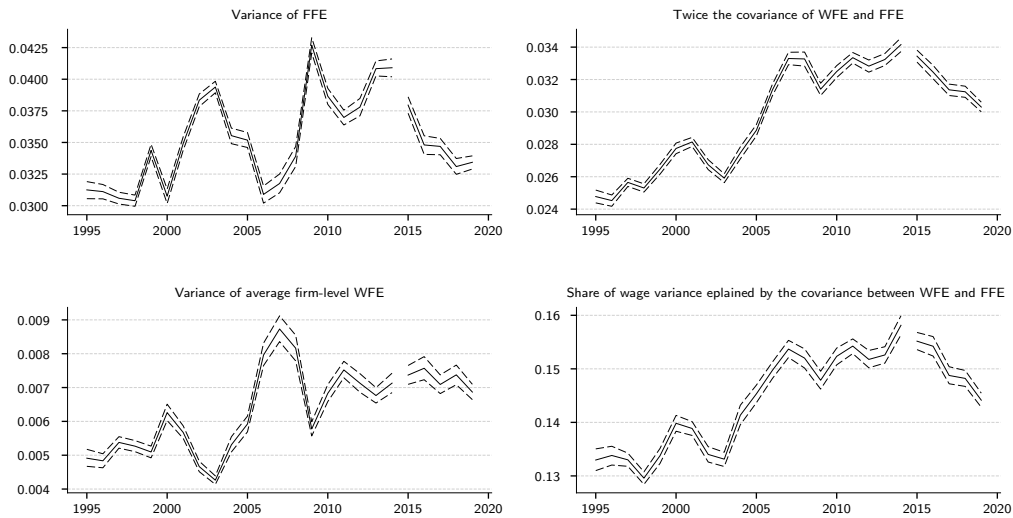 Variance of FFE
0.0425
0.0400
0.0375
0.0350
0.0325
0.0300
1995 2000 2005 2010 2015 2020
Twice the covariance of WFE and FFE
0.034
0.032
0.030
0.028
0.026
0.024
1995 2000 2005 2010 2015 2020
Variance of average firm-level WFE
0.009
0.008
0.007
0.006
0.005
0.004
1995 2000 2005 2010 2015 2020
Share of wage variance eplained by the covariance between WFE and FFE
0.16
0.15
0.14
0.13
1995 2000 2005 2010 2015 2020